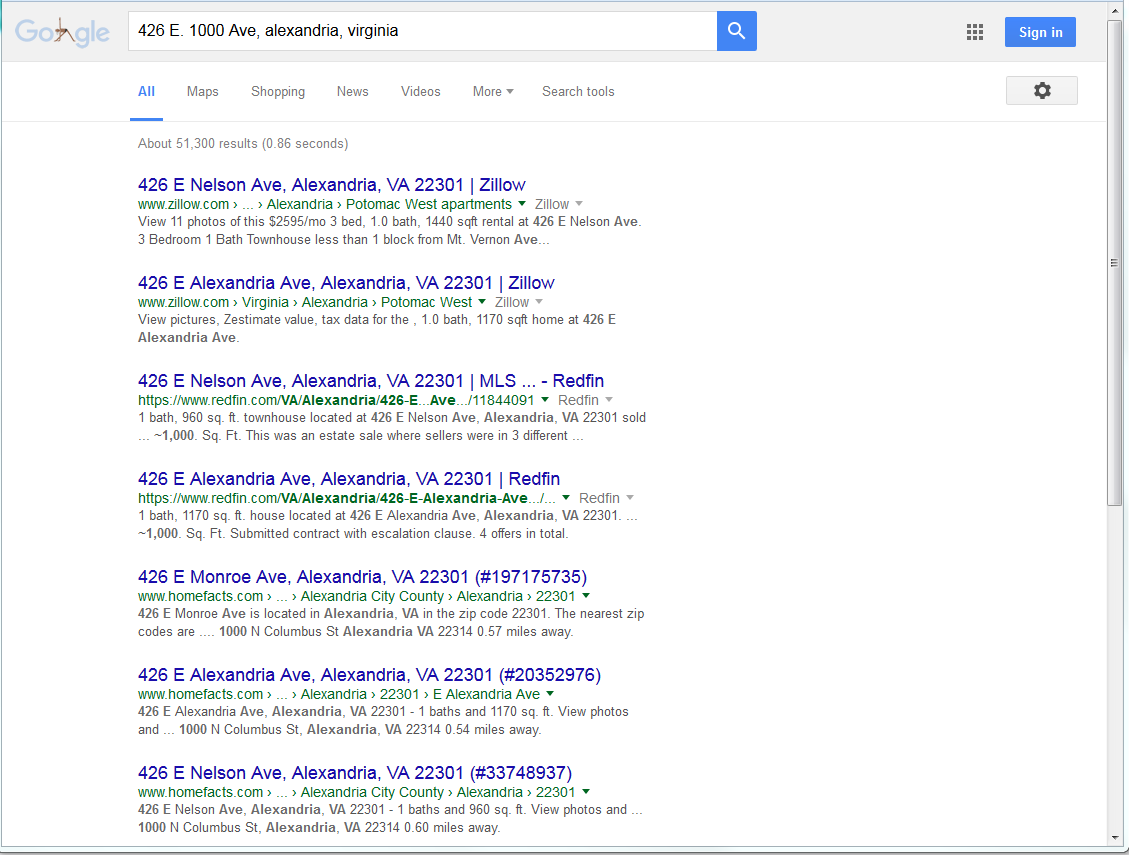 Google
426 E. 1000 Ave, alexandria, virginia
Sign in
All Maps Shopping News Videos More Search tools
About 51,300 results (0.86 seconds)
426 E Nelson Ave, Alexandria, VA 22301 | Zillow
www.zillow.com › ... › Alexandria › Potomac West apartments Zillow
View 11 photos of this $2595/mo 3 bed, 1.0 bath, 1440 sqft rental at 426 E Nelson Ave.
3 Bedroom 1 Bath Townhouse less than 1 block from Mt. Vernon Ave...
426 E Alexandria Ave, Alexandria, VA 22301 | Zillow
www.zillow.com › Virginia › Alexandria › Potomac West Zillow
View pictures, Zestimate value, tax data for the , 1.0 bath, 1170 sqft home at 426 E
Alexandria Ave.
426 E Nelson Ave, Alexandria, VA 22301 | MLS ... - Redfin
https://www.redfin.com/VA/Alexandria/426-E...Ave.../11844091 Redfin
1 bath, 960 sq. ft. townhouse located at 426 E Nelson Ave, Alexandria, VA 22301 sold
... ~1,000. Sq. Ft. This was an estate sale where sellers were in 3 different ...
426 E Alexandria Ave, Alexandria, VA 22301 | Redfin
https://www.redfin.com/VA/Alexandria/426-E-Alexandria-Ave.../... Redfin
1 bath, 1170 sq. ft. house located at 426 E Alexandria Ave, Alexandria, VA 22301. ...
~1,000. Sq. Ft. Submitted contract with escalation clause. 4 offers in total.
426 E Monroe Ave, Alexandria, VA 22301 (#197175735)
www.homefacts.com › ... › Alexandria City County › Alexandria › 22301
426 E Monroe Ave is located in Alexandria, VA in the zip code 22301. The nearest zip
codes are .... 1000 N Columbus St Alexandria VA 22314 0.57 miles away.
426 E Alexandria Ave, Alexandria, VA 22301 (#20352976)
www.homefacts.com › ... › Alexandria › 22301 › E Alexandria Ave
426 E Alexandria Ave, Alexandria, VA 22301 - 1 baths and 1170 sq. ft. View photos
and ... 1000 N Columbus St, Alexandria, VA 22314 0.54 miles away.
426 E Nelson Ave, Alexandria, VA 22301 (#33748937)
www.homefacts.com › ... › Alexandria City County › Alexandria › 22301
426 E Nelson Ave, Alexandria, VA 22301 - 1 baths and 960 sq. ft. View photos and ...
1000 N Columbus St, Alexandria, VA 22314 0.60 miles away.